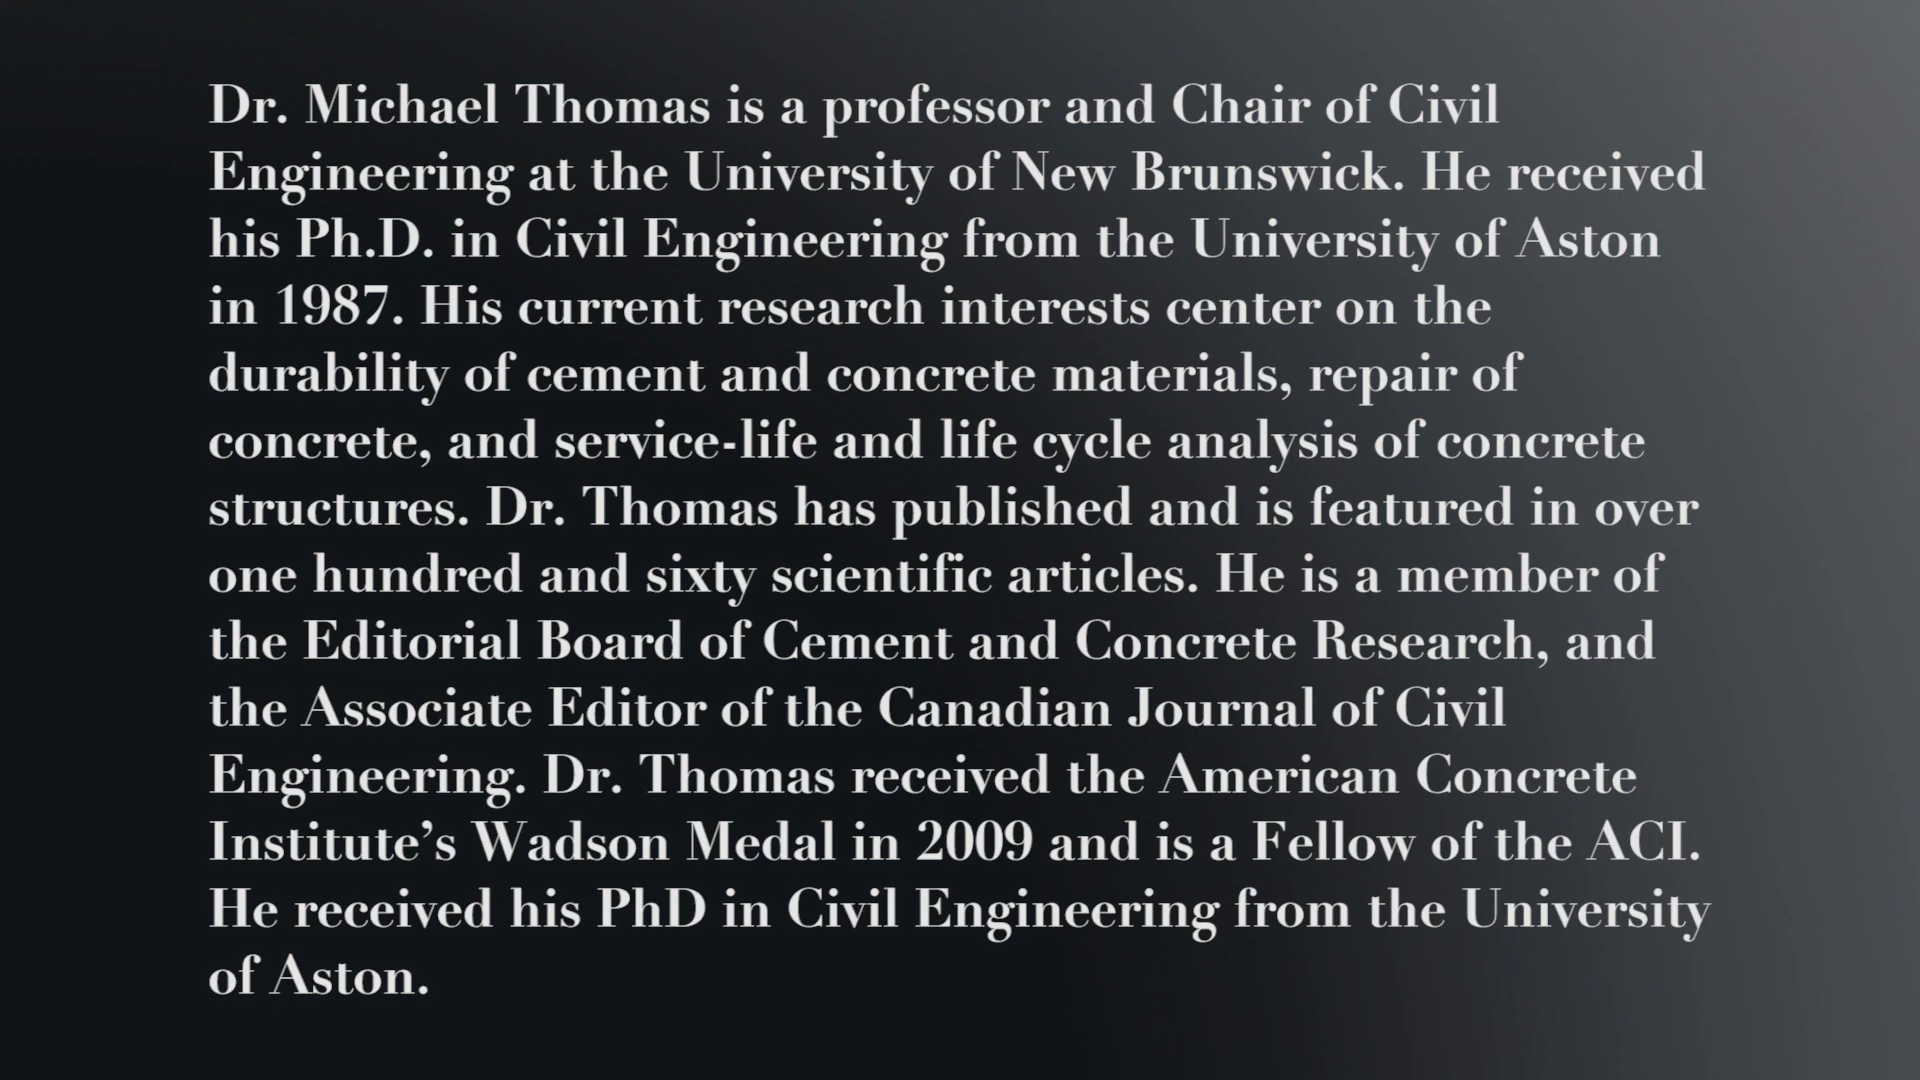 Dr. Michael Thomas is a professor and Chair of Civil
Engineering at the University of New Brunswick. He received
his Ph.D. in Civil Engineering from the University of Aston
in 1987. His current research interests center on the
durability of cement and concrete materials, repair of
concrete, and service-life and life cycle analysis of concrete
structures. Dr. Thomas has published and is featured in over
one hundred and sixty scientific articles. He is a member of
the Editorial Board of Cement and Concrete Research, and
the Associate Editor of the Canadian Journal of Civil
Engineering. Dr. Thomas received the American Concrete
Institute’s Wadson Medal in 2009 and is a Fellow of the ACI.
He received his PhD in Civil Engineering from the University
of Aston.